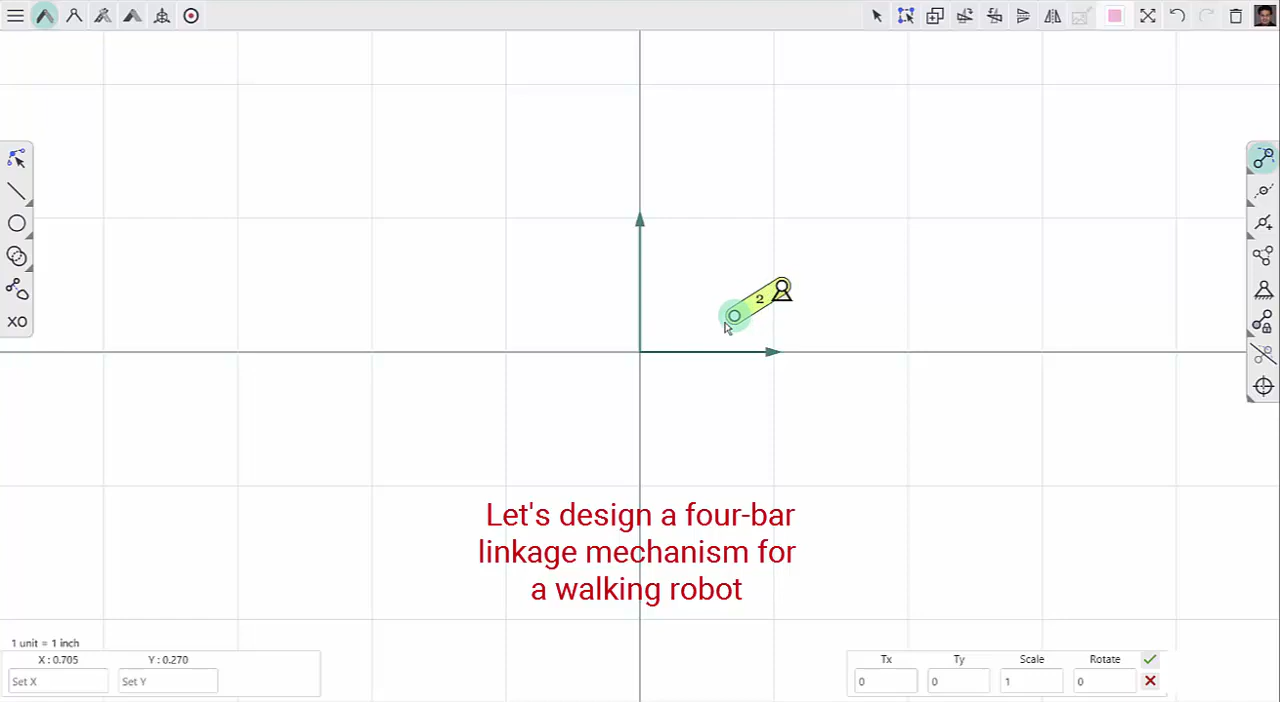 XO
2
Let's design a four-bar
linkage mechanism for
a walking robot
1 unit = 1 inch
X : 0.705 Y : 0.270
Set X Set Y
Tx Ty Scale Rotate
0 0 1 0